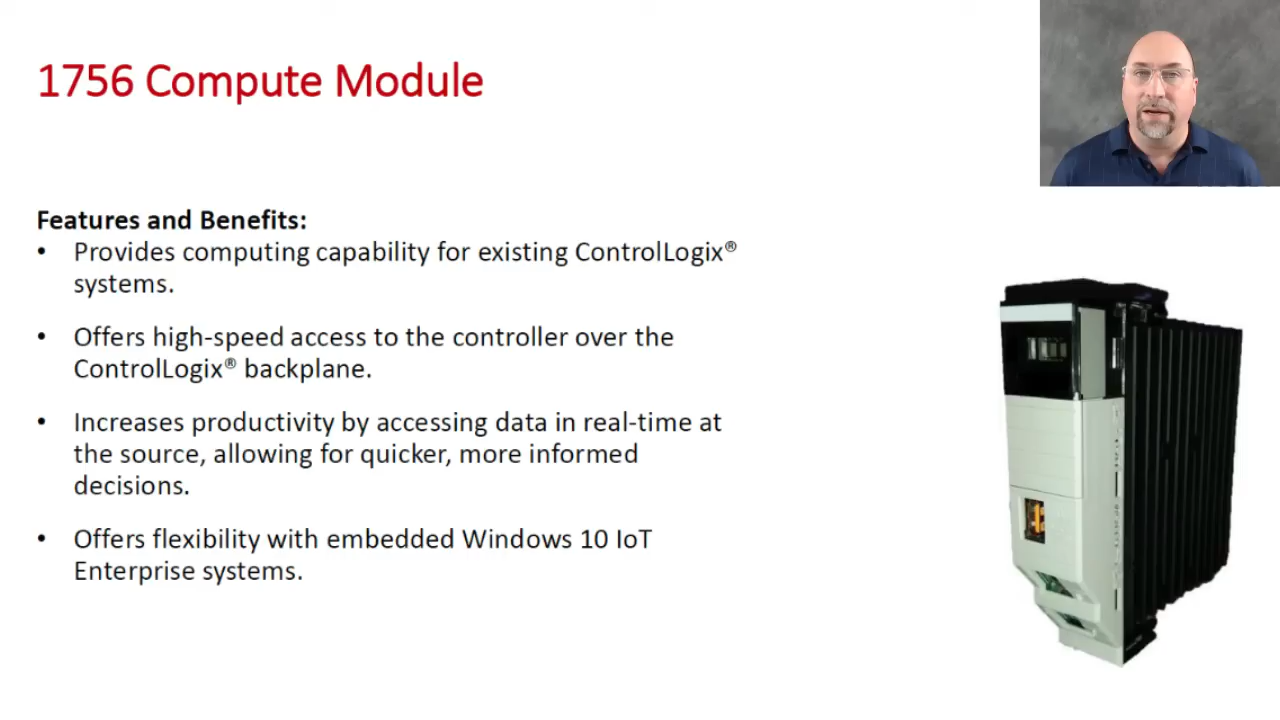 1756 Compute Module
Features and Benefits:
• Provides computing capability for existing ControlLogix®
systems.
• Offers high-speed access to the controller over the
ControlLogix® backplane.
• Increases productivity by accessing data in real-time at
the source, allowing for quicker, more informed
decisions.
• Offers flexibility with embedded Windows 10 IoT
Enterprise systems.